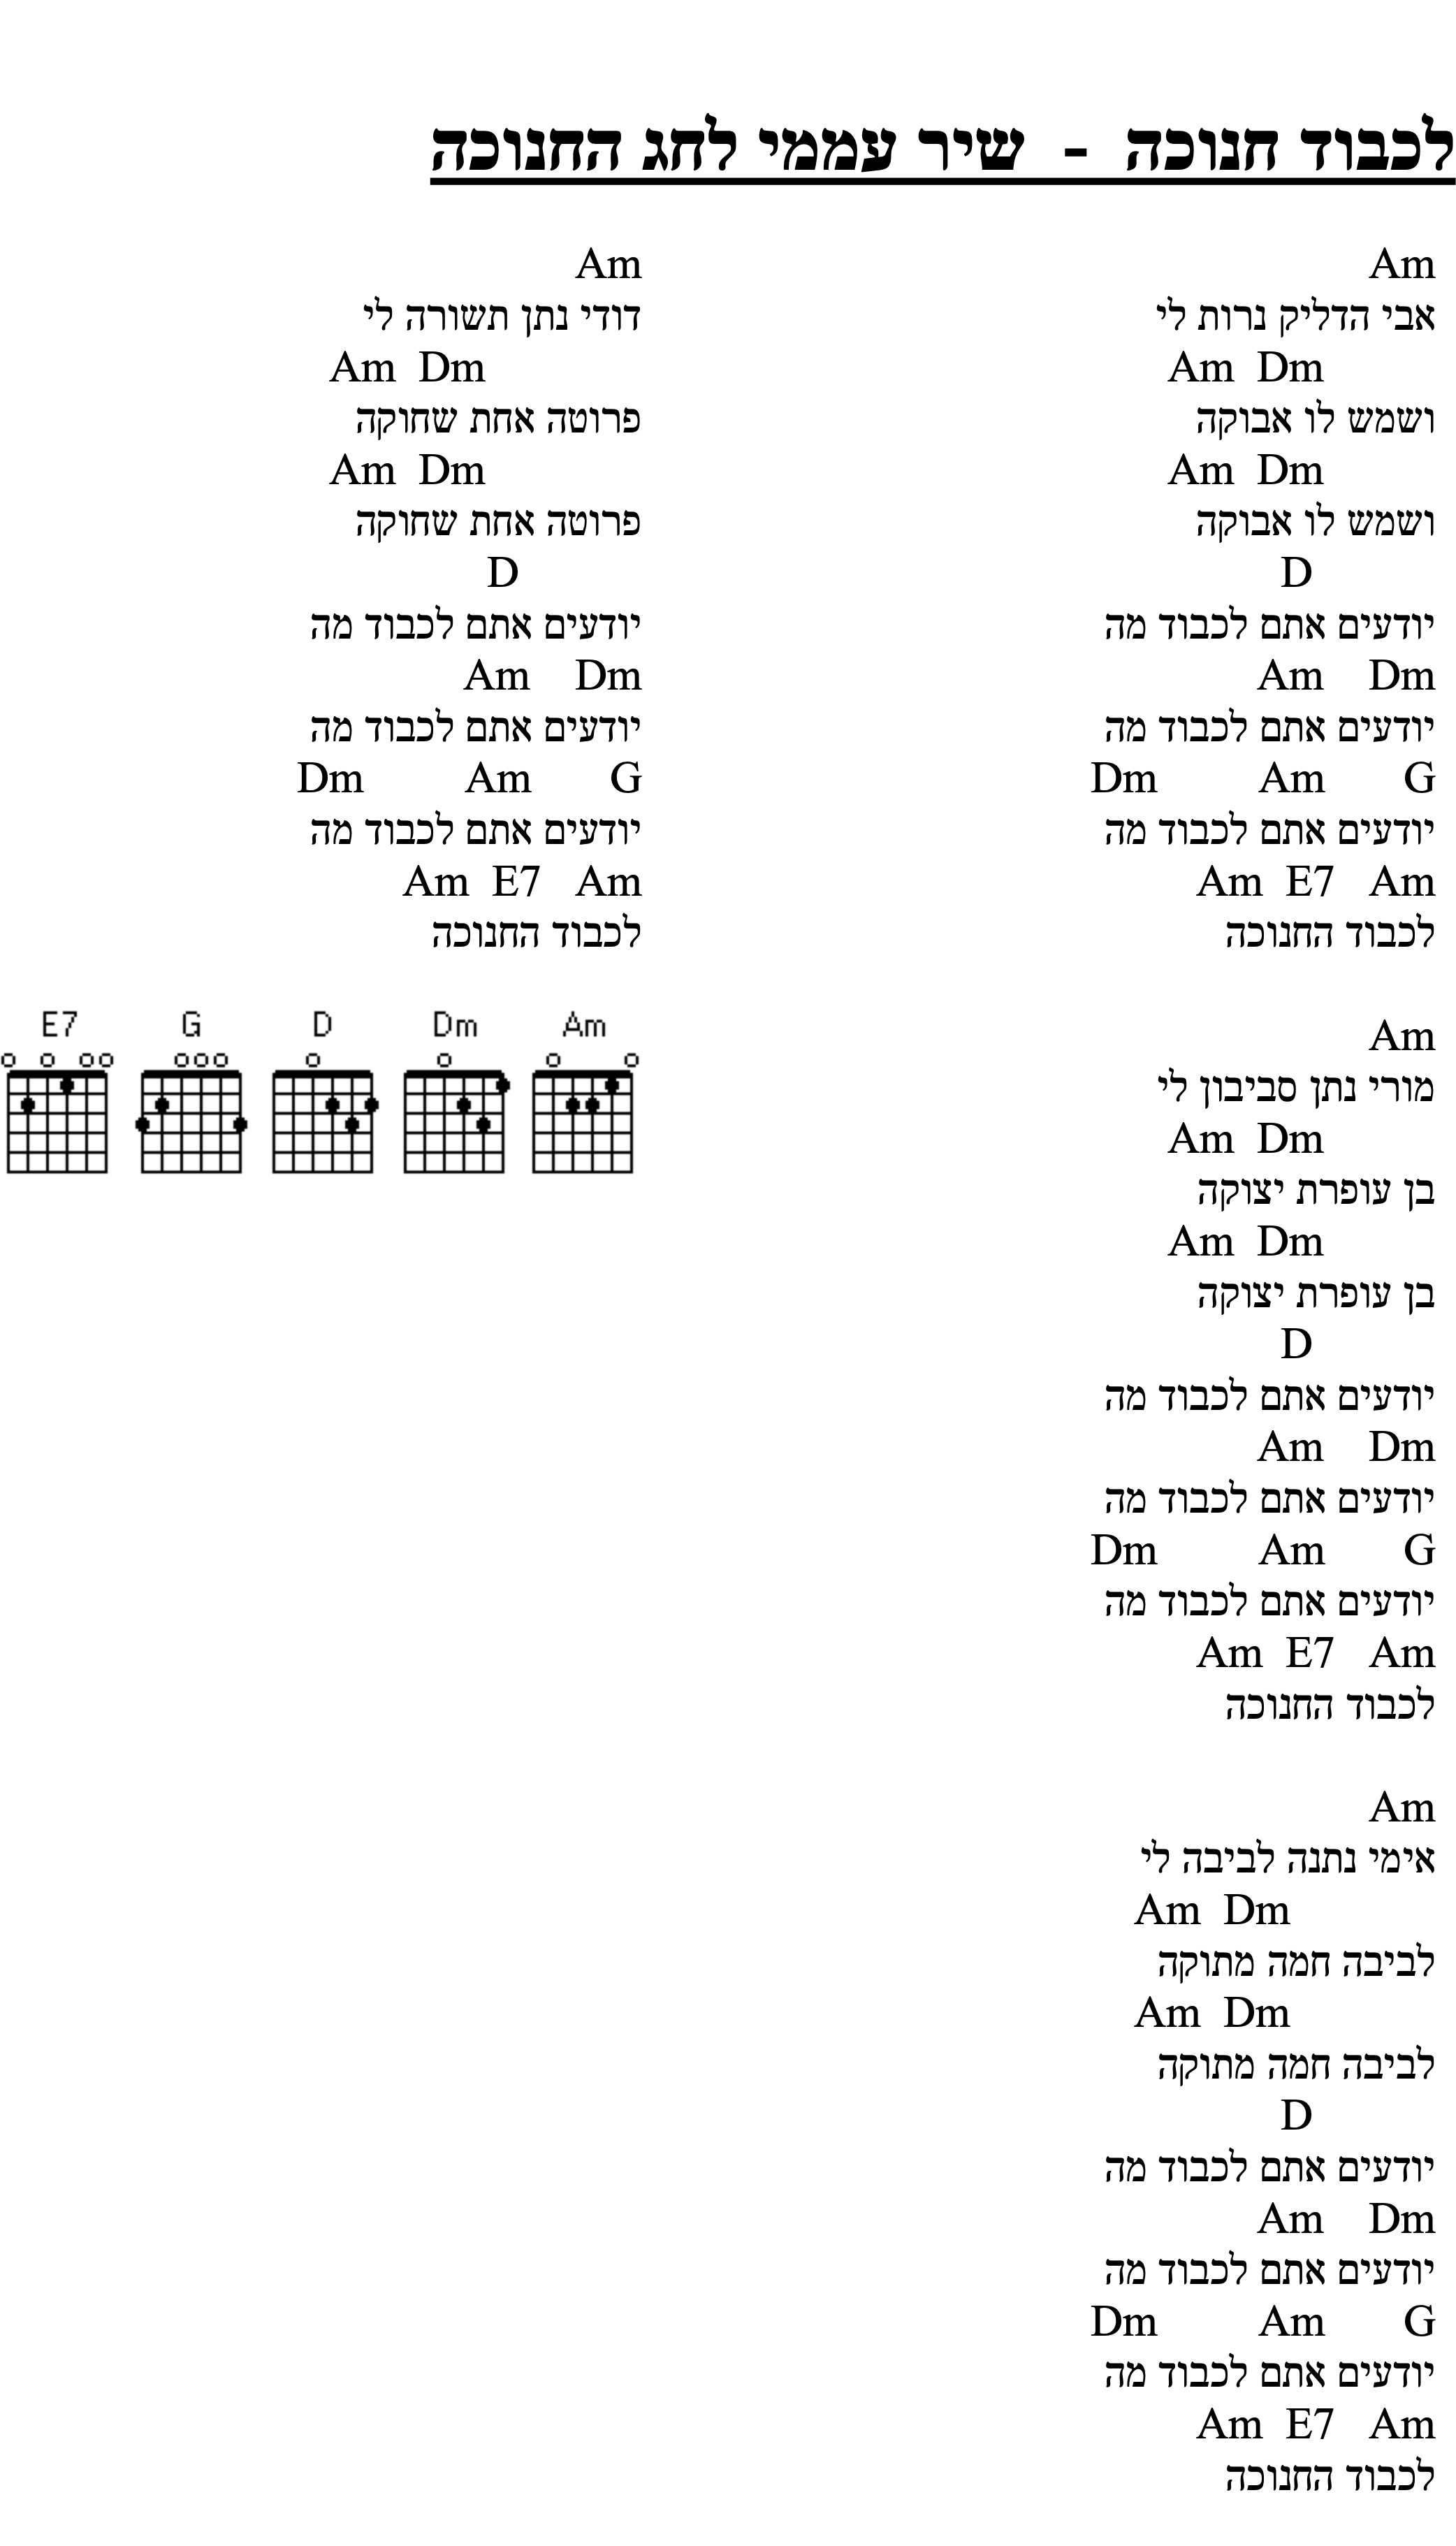 לכבוד חנוכה - שיר עממי לחג החנוכה
Am
אבי הדליק נרות לי
Am Dm
ושמש לו אבוקה
Am Dm
ושמש לו אבוקה
D
יודעים אתם לכבוד מה
Am Dm
יודעים אתם לכבוד מה
Dm Am G
יודעים אתם לכבוד מה
Am E7 Am
לכבוד החנוכה
Am
מורי נתן סביבון לי
Am Dm
בן עופרת יצוקה
Am Dm
בן עופרת יצוקה
D
יודעים אתם לכבוד מה
Am Dm
יודעים אתם לכבוד מה
Dm Am G
יודעים אתם לכבוד מה
Am E7 Am
לכבוד החנוכה
Am
אימי נתנה לביבה לי
Am Dm
לביבה חמה מתוקה
Am Dm
לביבה חמה מתוקה
D
יודעים אתם לכבוד מה
Am Dm
יודעים אתם לכבוד מה
Dm Am G
יודעים אתם לכבוד מה
Am E7 Am
לכבוד החנוכה
Am
דודי נתן תשורה לי
Am Dm
פרוטה אחת שחוקה
Am Dm
פרוטה אחת שחוקה
D
יודעים אתם לכבוד מה
Am Dm
יודעים אתם לכבוד מה
Dm Am G
יודעים אתם לכבוד מה
Am E7 Am
לכבוד החנוכה
E7 G D Dm Am